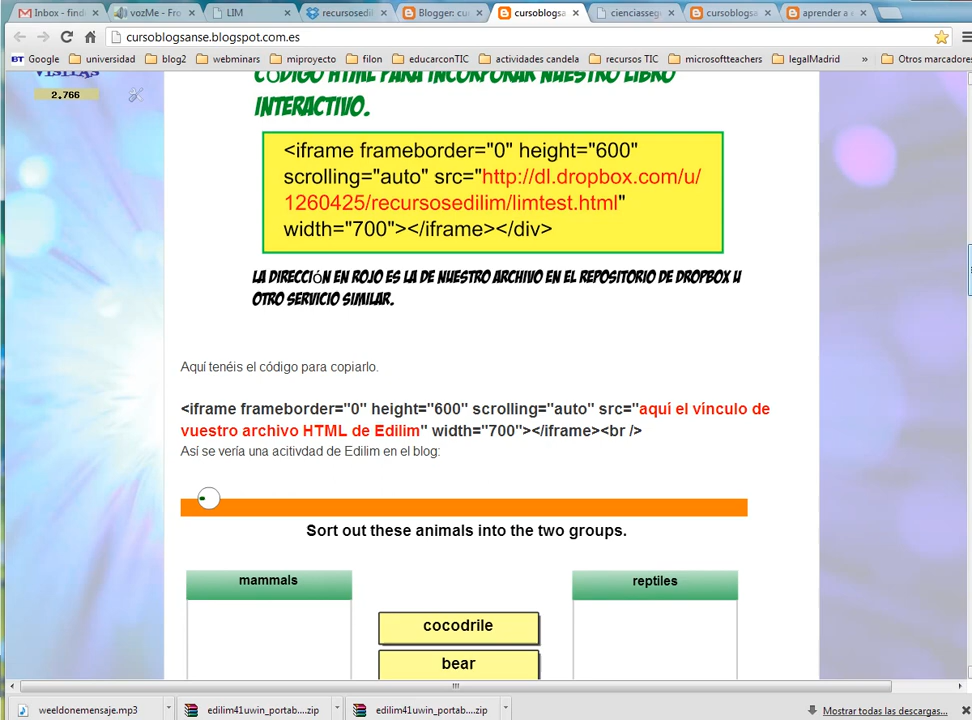 Inbox - find
vozMe - Fro
LIM
recursosedil
Blogger: cur
cursoblogsa
cienciasseg
cursoblogsa
aprender a
cursoblogsanse.blogspot.com.es
Google
universidad
blog2
webminars
miproyecto
filon
educarconTIC
actividades candela
recursos TIC
microsoftteachers
legalMadrid
»
Otros marcadores
VISITAS
2,766
CÓDIGO HTML PARA INCORPORAR NUESTRO LIBRO
INTERACTIVO.
<iframe frameborder="0" height="600"
scrolling="auto" src="http://dl.dropbox.com/u/
1260425/recursosedilim/limtest.html"
width="700"></iframe></div>
LA DIRECCIÓN EN ROJO ES LA DE NUESTRO ARCHIVO EN EL REPOSITORIO DE DROPBOX U
OTRO SERVICIO SIMILAR.
Aquí tenéis el código para copiarlo.
<iframe frameborder="0" height="600" scrolling="auto" src="aquí el vínculo de
vuestro archivo HTML de Edilim" width="700"></iframe><br />
Así se vería una acitivdad de Edilim en el blog:
Sort out these animals into the two groups.
mammals
reptiles
cocodrile
bear
weeldonemensaje.mp3
edilim41uwin_portab....zip
edilim41uwin_portab....zip
Mostrar todas las descargas...